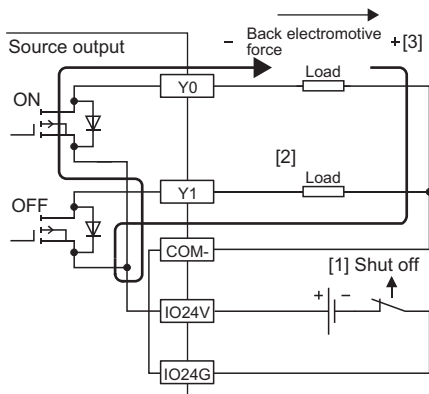 Source output
- Back electromotive force +[3]
ON
Y0
Load
[2]
OFF
Y1
Load
COM-
[1] Shut off
+ -
IO24V
IO24G